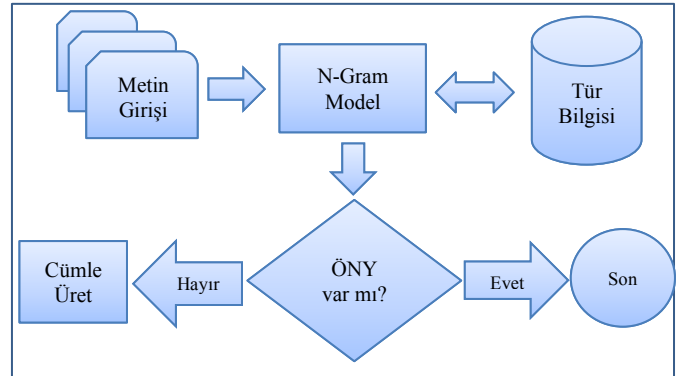 Metin
Girişi
N-Gram
Model
Tür
Bilgisi
Cümle
Üret
Hayır
ÖNY
var mı?
Evet
Son